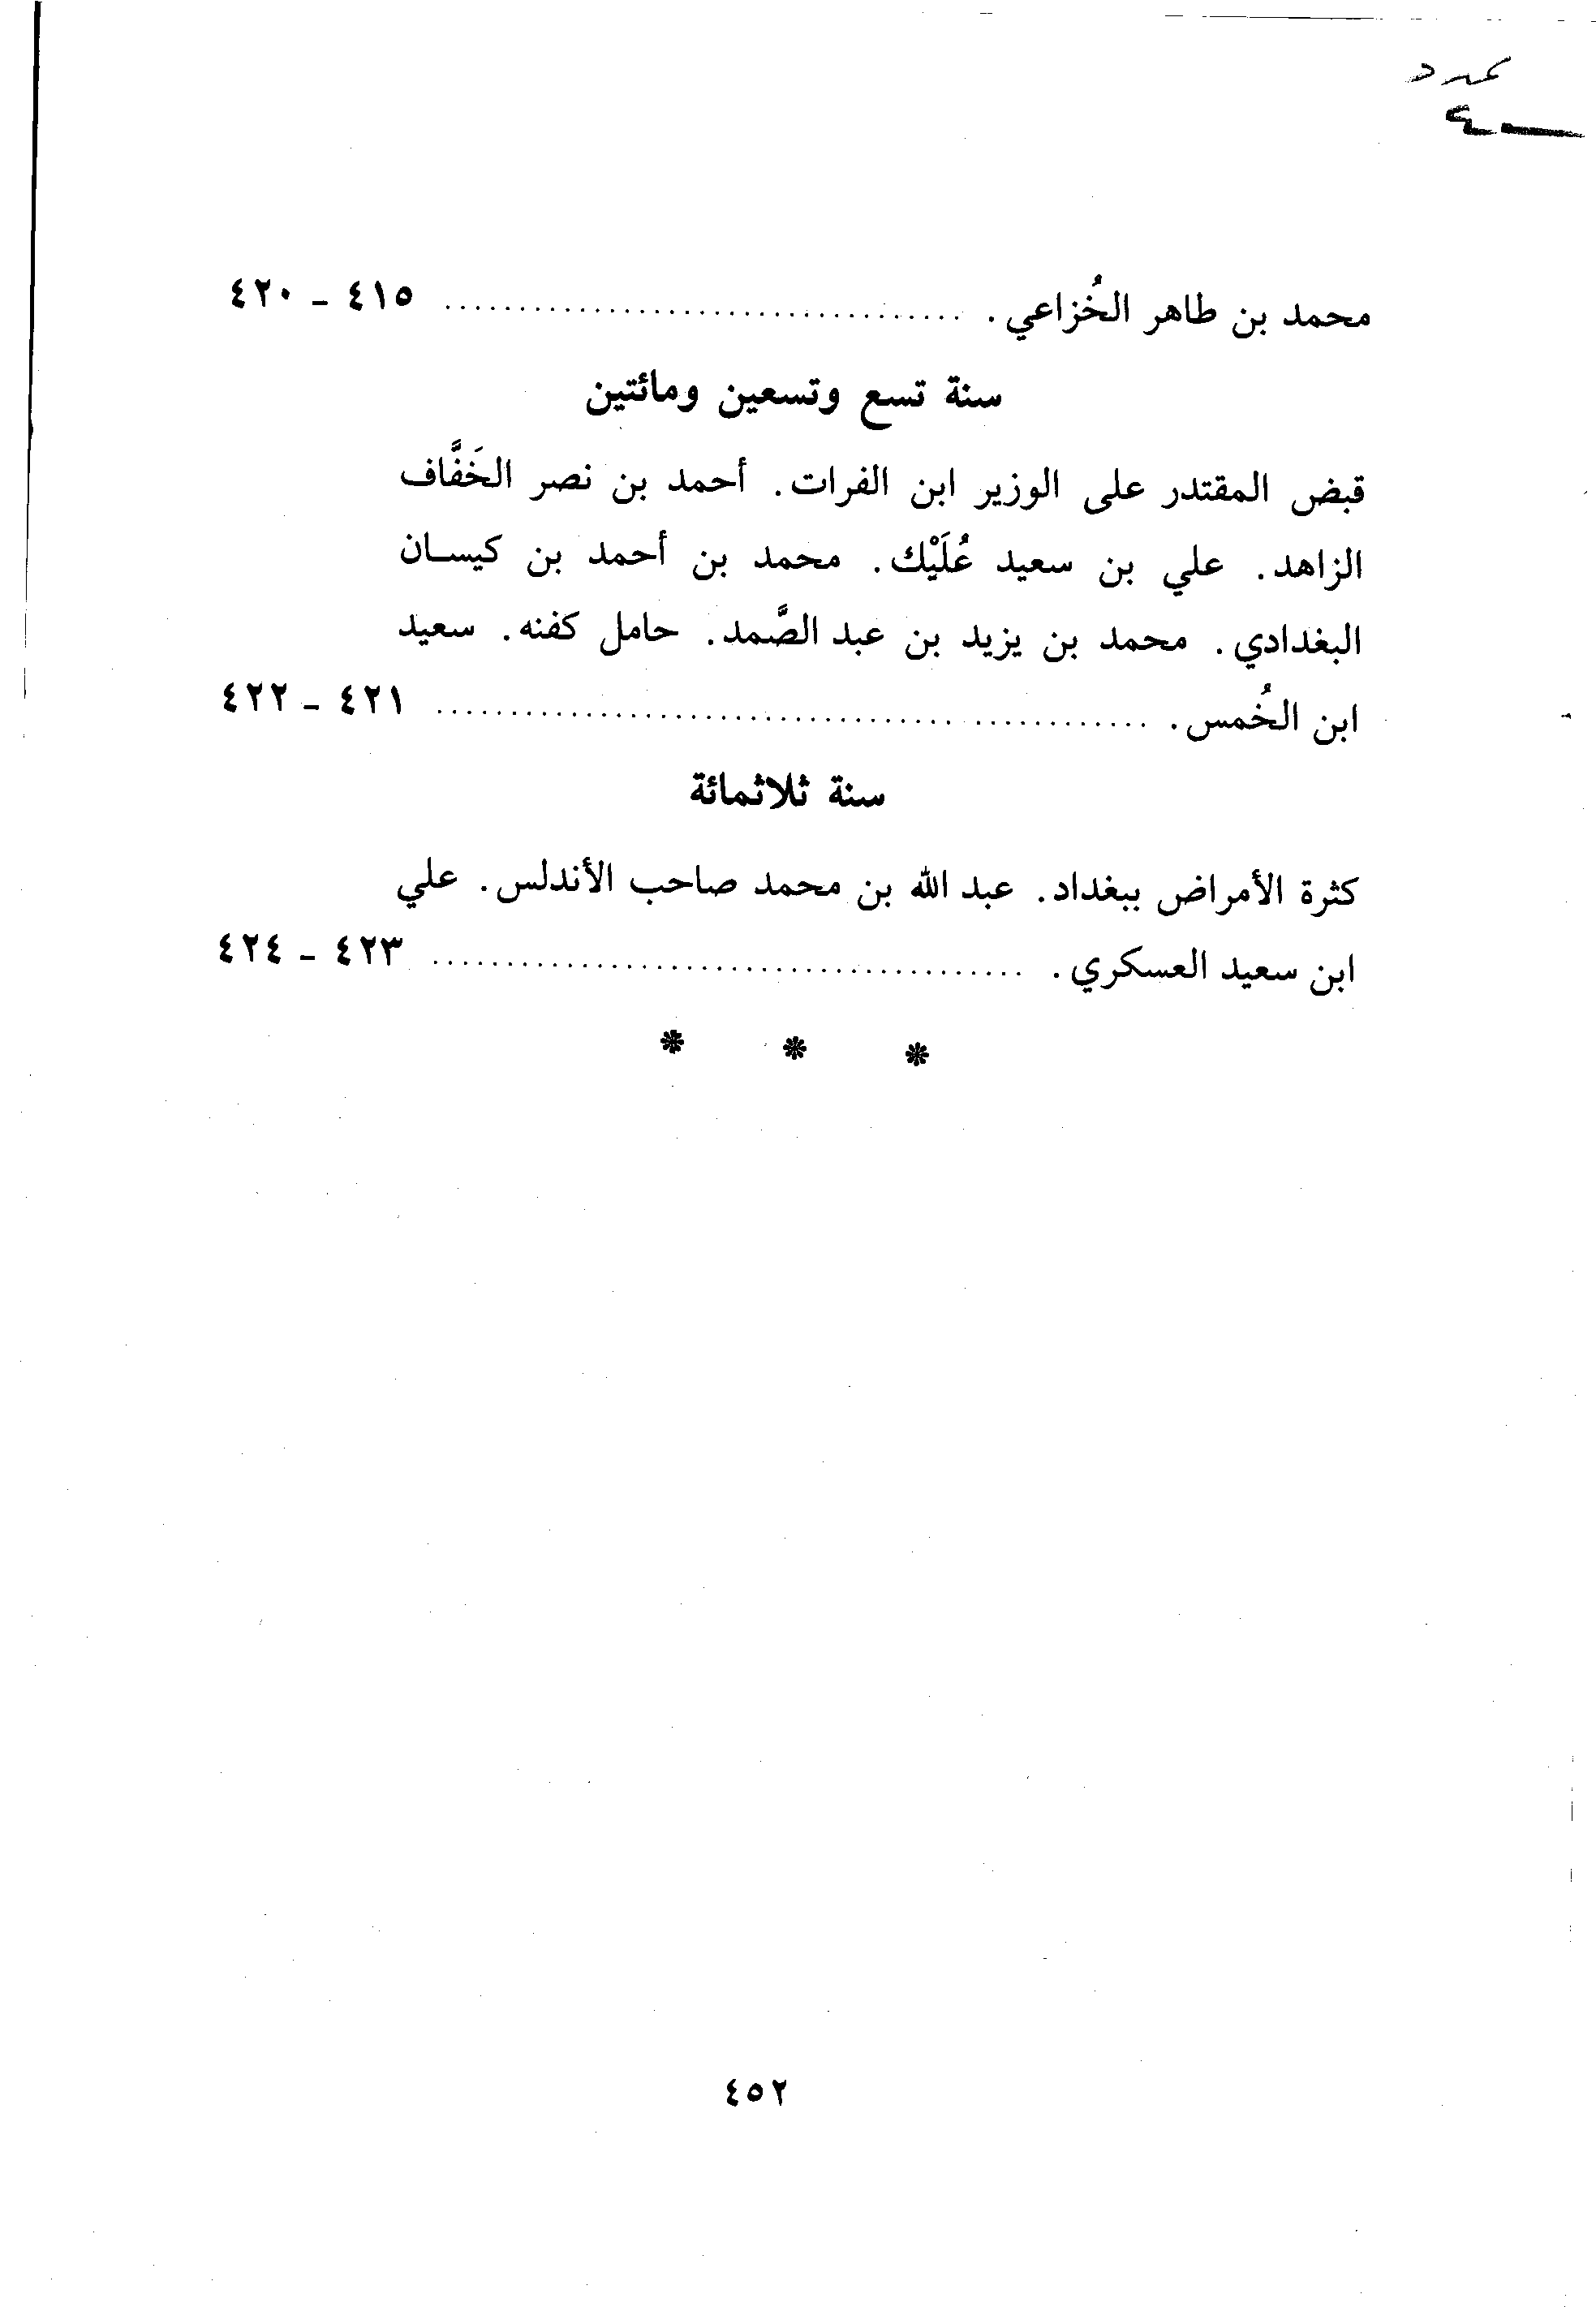 محمد بن طاهر الخُزاعي . .......... ٤١٥ - ٤٢٠
سنة تسع وتسعين ومائتين
قبض المقتدر على الوزير ابن الفرات. أحمد بن نصر الخَفَّاف
الزاهد. علي بن سعيد عُلَيْك. محمد بن أحمد بن كيسـان
البغدادي. محمد بن يزيد بن عبد الصَّمد. حامل كفنه. سعيد
ابن الخُمس. .......... ٤٢١ - ٤٢٢
سنة ثلاثمائة
كثرة الأمراض ببغداد. عبد الله بن محمد صاحب الأندلس. علي
ابن سعيد العسكري. .......... ٤٢٣ - ٤٢٤
* * *
٤٥٢